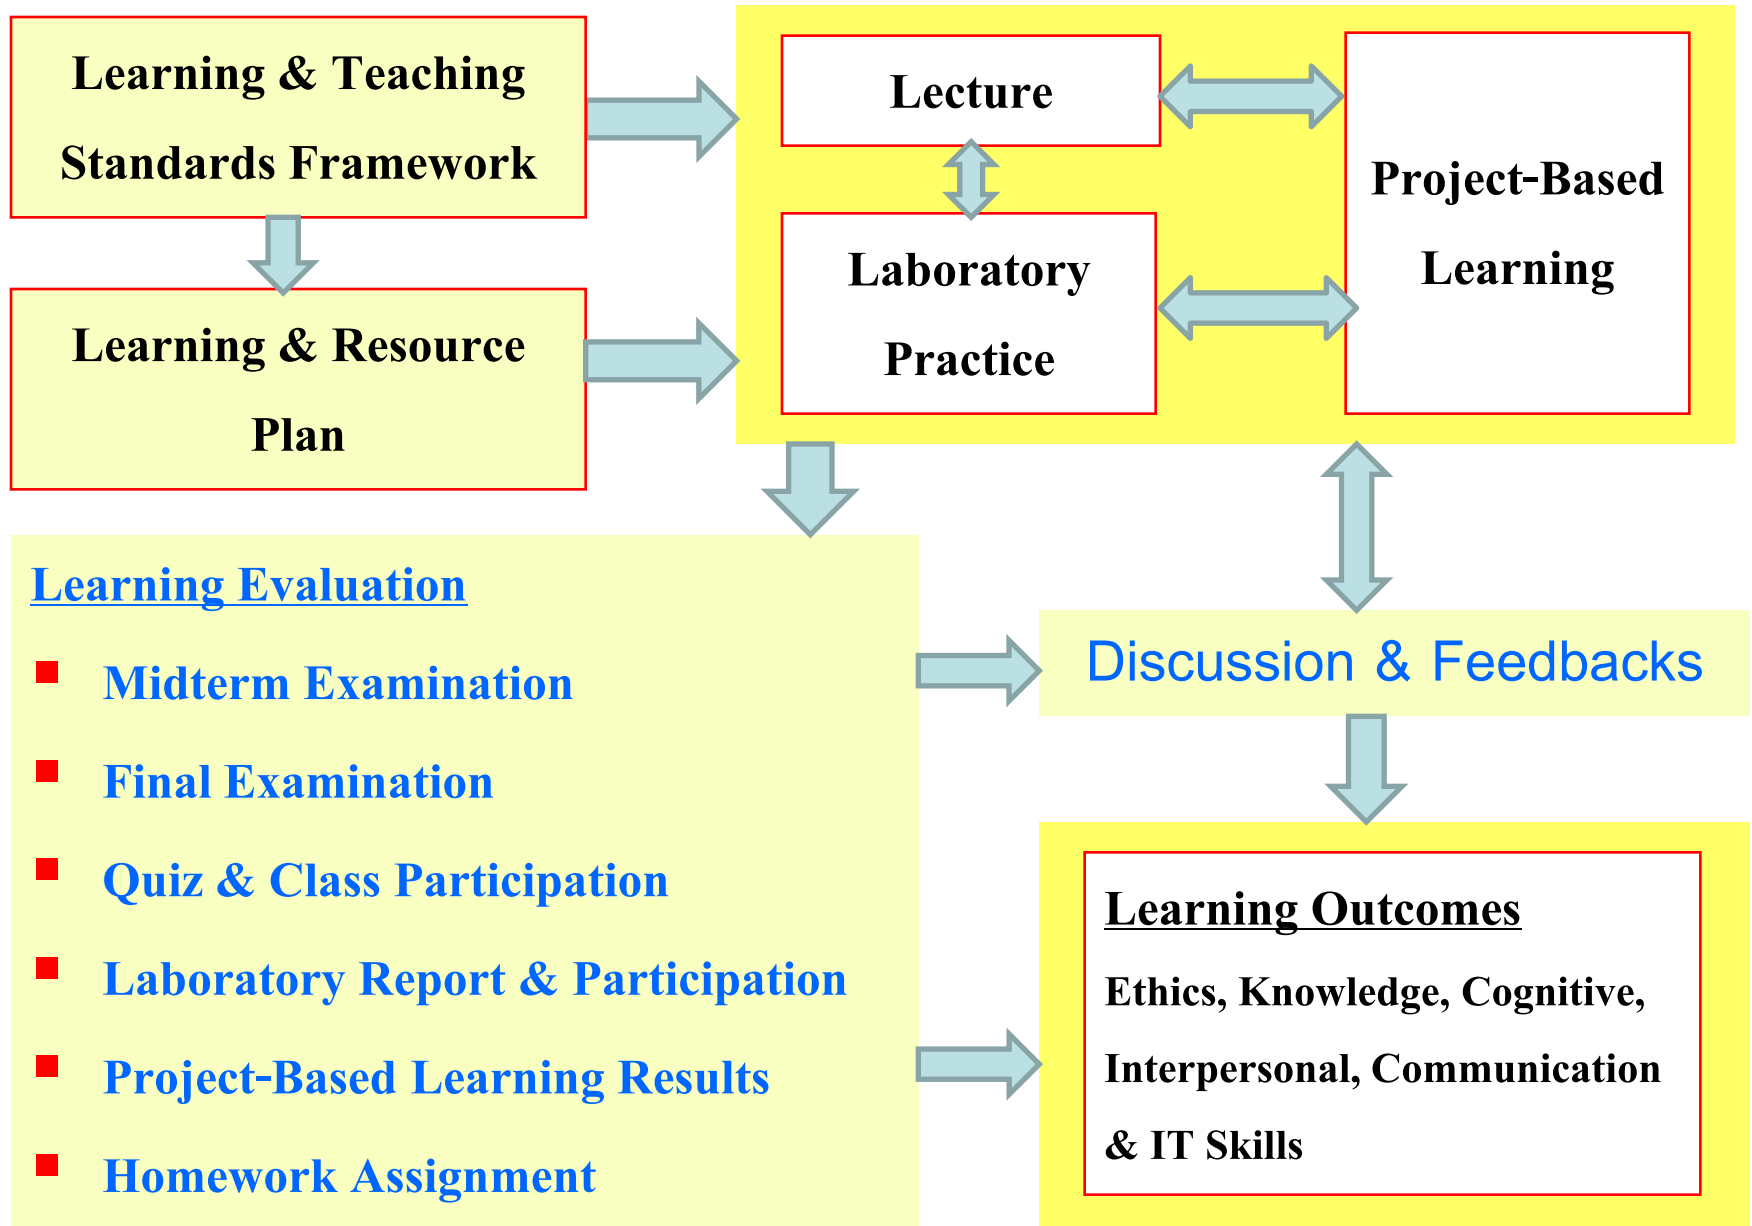 Learning & Teaching
Standards Framework
Learning & Resource
Plan
Lecture
Laboratory
Practice
Project-Based
Learning
Learning Evaluation
Midterm Examination
Final Examination
Quiz & Class Participation
Laboratory Report & Participation
Project-Based Learning Results
Homework Assignment
Discussion & Feedbacks
Learning Outcomes
Ethics, Knowledge, Cognitive,
Interpersonal, Communication
& IT Skills